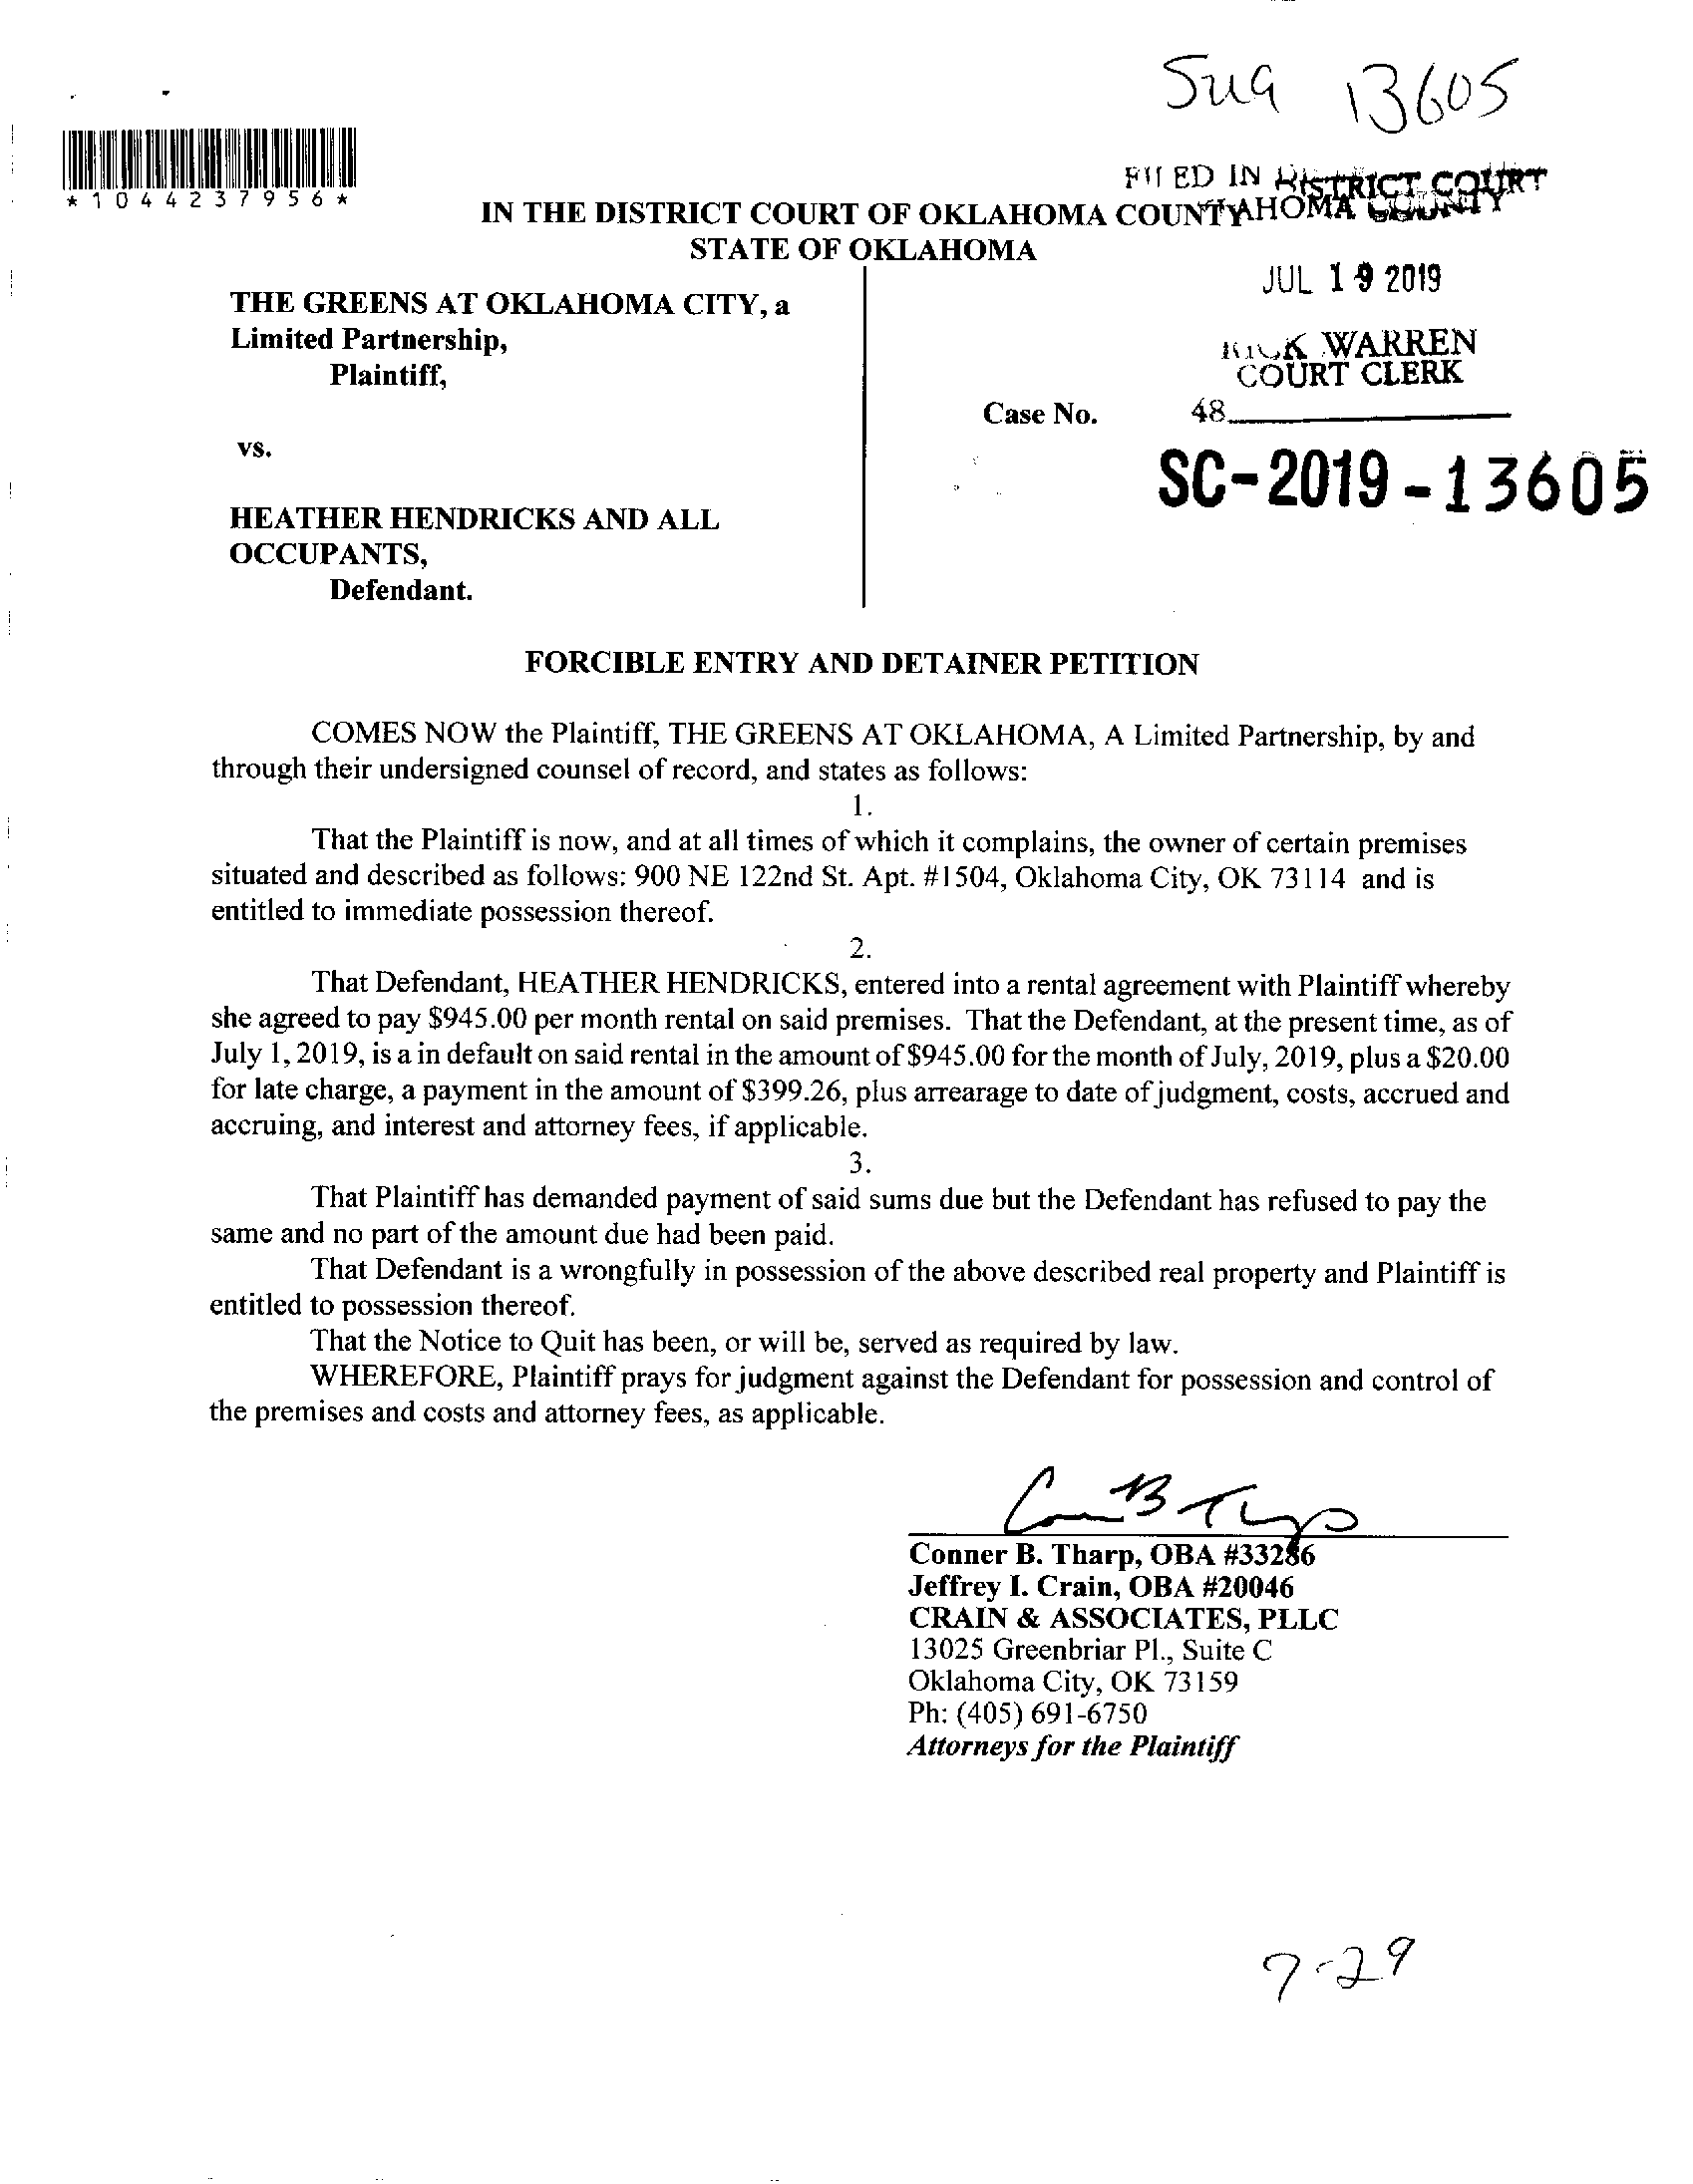 Sug 13605
*1044237956*
FILED IN DISTRICT COURT
OKLAHOMA COUNTY
IN THE DISTRICT COURT OF OKLAHOMA COUNTY
STATE OF OKLAHOMA
JUL 19 2019
THE GREENS AT OKLAHOMA CITY, a
Limited Partnership,
Plaintiff,
RICK WARREN
COURT CLERK
Case No. 48
vs.
SC-2019-13605
HEATHER HENDRICKS AND ALL
OCCUPANTS,
Defendant.
FORCIBLE ENTRY AND DETAINER PETITION
COMES NOW the Plaintiff, THE GREENS AT OKLAHOMA, A Limited Partnership, by and
through their undersigned counsel of record, and states as follows:
1.
That the Plaintiff is now, and at all times of which it complains, the owner of certain premises
situated and described as follows: 900 NE 122nd St. Apt. #1504, Oklahoma City, OK 73114 and is
entitled to immediate possession thereof.
2.
That Defendant, HEATHER HENDRICKS, entered into a rental agreement with Plaintiff whereby
she agreed to pay $945.00 per month rental on said premises. That the Defendant, at the present time, as of
July 1, 2019, is a in default on said rental in the amount of $945.00 for the month of July, 2019, plus a $20.00
for late charge, a payment in the amount of $399.26, plus arrearage to date of judgment, costs, accrued and
accruing, and interest and attorney fees, if applicable.
3.
That Plaintiff has demanded payment of said sums due but the Defendant has refused to pay the
same and no part of the amount due had been paid.
That Defendant is a wrongfully in possession of the above described real property and Plaintiff is
entitled to possession thereof.
That the Notice to Quit has been, or will be, served as required by law.
WHEREFORE, Plaintiff prays for judgment against the Defendant for possession and control of
the premises and costs and attorney fees, as applicable.
Conner B. Tharp, OBA #33286
Jeffrey I. Crain, OBA #20046
CRAIN & ASSOCIATES, PLLC
13025 Greenbriar Pl., Suite C
Oklahoma City, OK 73159
Ph: (405) 691-6750
Attorneys for the Plaintiff
7-29